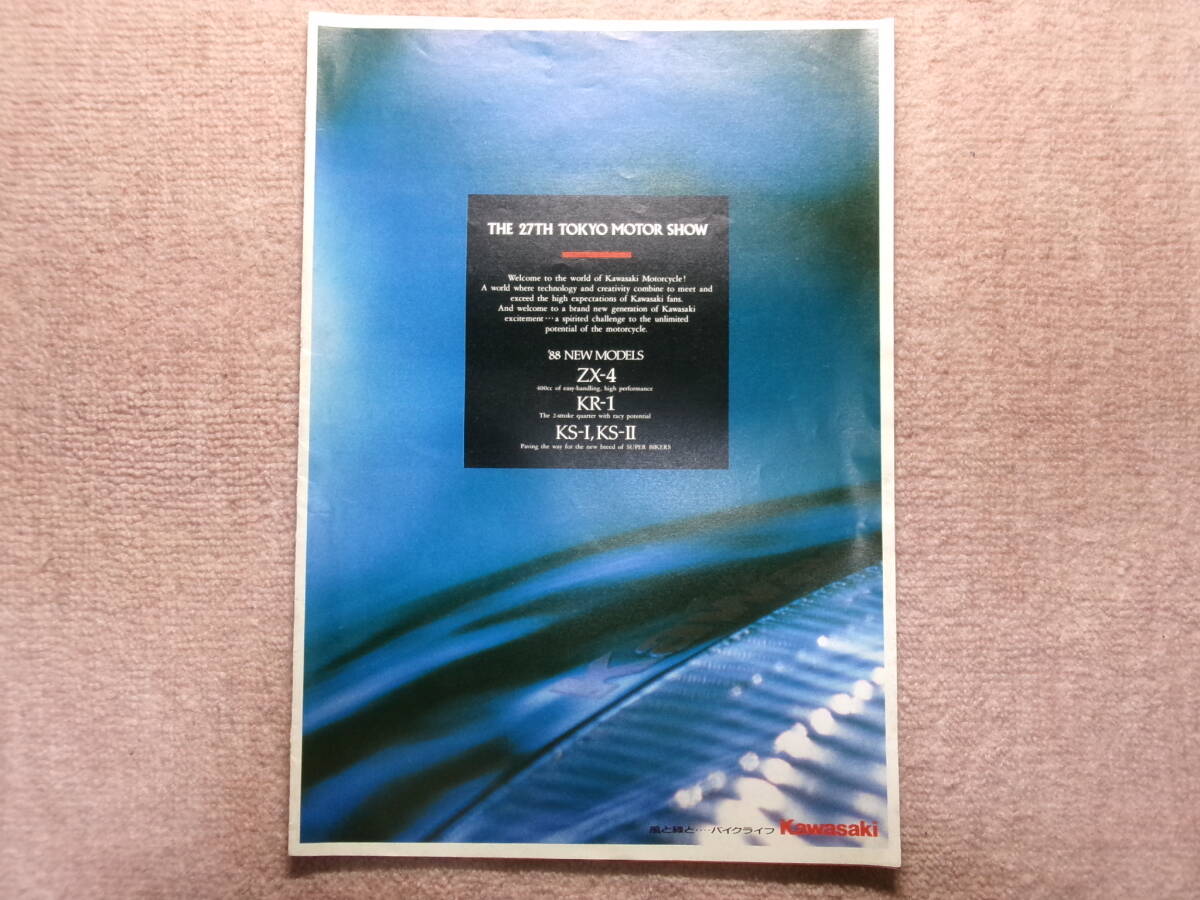 THE 27TH TOKYO MOTOR SHOW
Welcome to the world of Kawasaki Motorcycle!
A world where technology and creativity combine to meet and
exceed the high expectations of Kawasaki fans.
And welcome to a brand new generation of Kawasaki
excitement…a spirited challenge to the unlimited
potential of the motorcycle.
'88 NEW MODELS
ZX-4
400cc of easy-handling, high performance
KR-1
The 2-stroke quarter with racy potential
KS-I, KS-II
Paving the way for the new breed of SUPER BIKERS
風と緑と‥‥バイクライフ Kawasaki